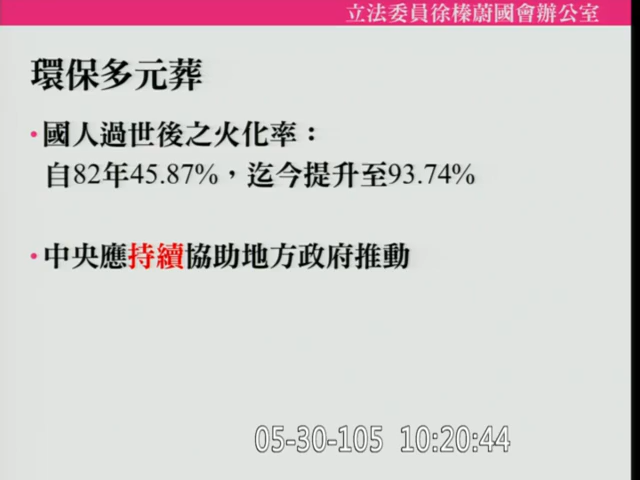 立法委員徐榛蔚國會辦公室
環保多元葬
•國人過世後之火化率：
自82年45.87%，迄今提升至93.74%
•中央應持續協助地方政府推動
05-30-105 10:20:44